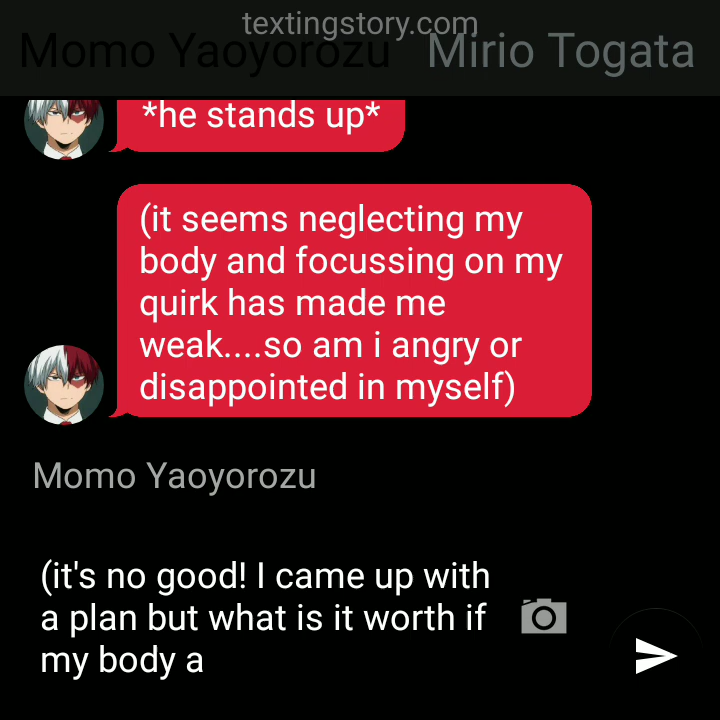 textingstory.com
Momo Yaoyorozu Mirio Togata
*he stands up*
(it seems neglecting my
body and focussing on my
quirk has made me
weak....so am i angry or
disappointed in myself)
Momo Yaoyorozu
(it's no good! I came up with
a plan but what is it worth if
my body a